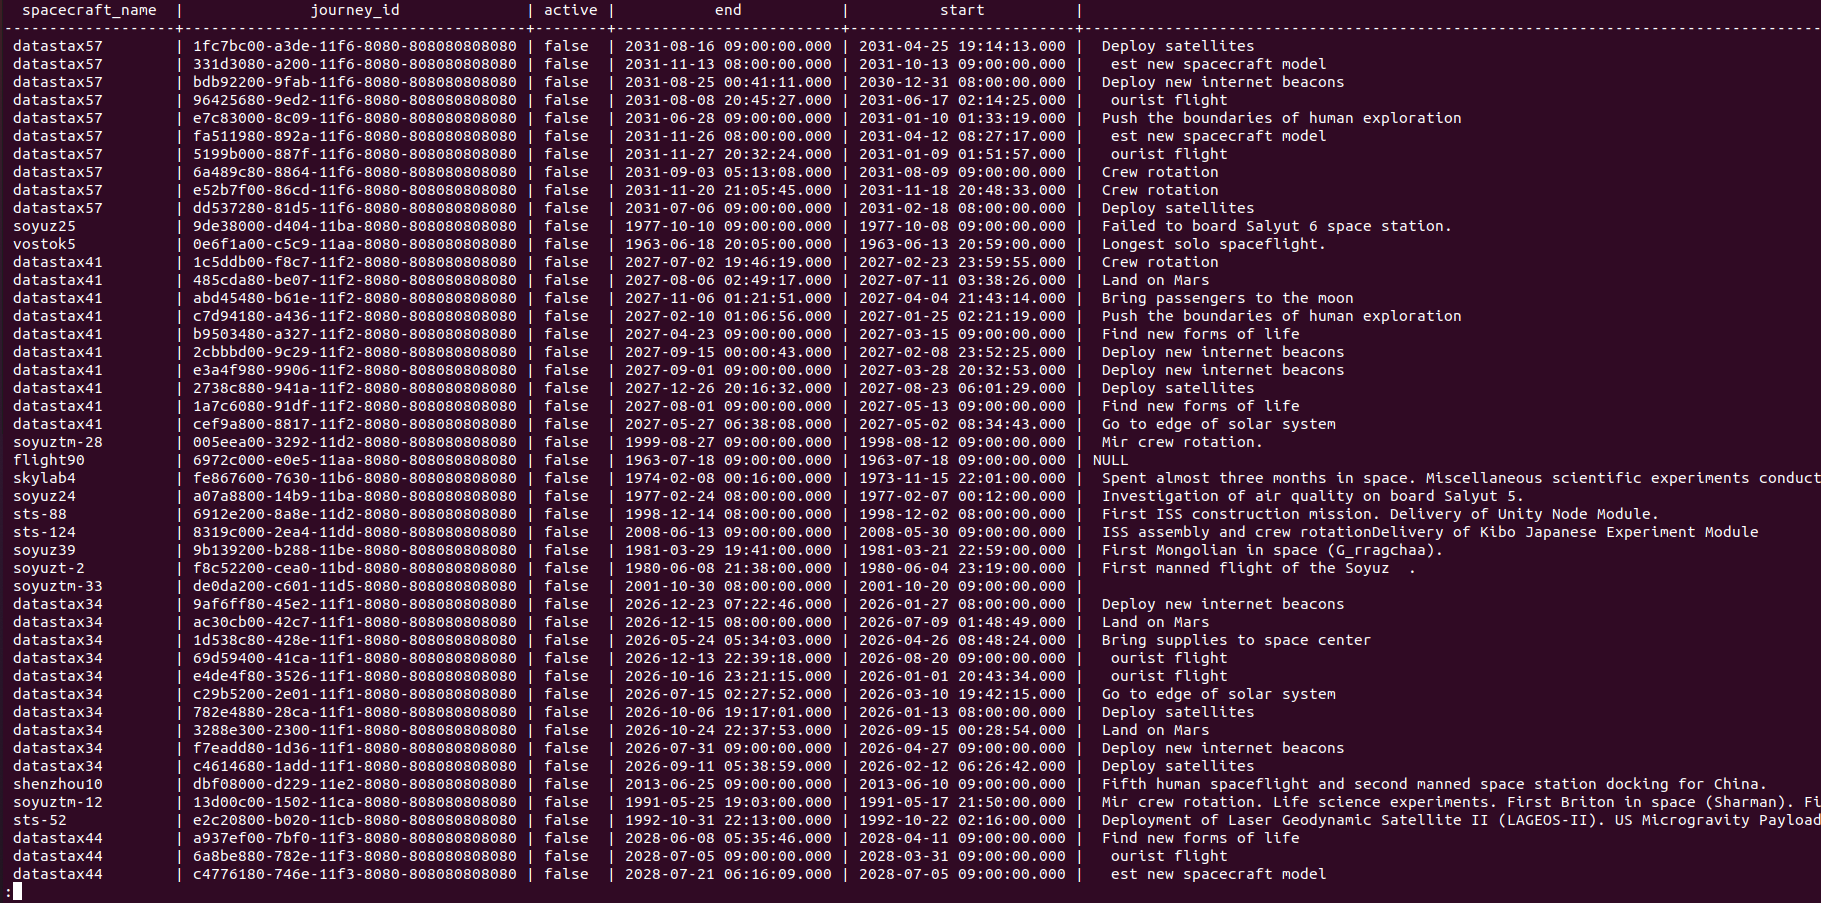 spacecraft_name | journey_id | active | end | start |
-------------------+--------------------------------------+--------+-------------------------+-------------------------+----------------------------------------------------------------------------------
datastax57 | 1fc7bc00-a3de-11f6-8080-808080808080 | false | 2031-08-16 09:00:00.000 | 2031-04-25 19:14:13.000 | Deploy satellites
datastax57 | 331d3080-a200-11f6-8080-808080808080 | false | 2031-11-13 08:00:00.000 | 2031-10-13 09:00:00.000 | est new spacecraft model
datastax57 | bdb92200-9fab-11f6-8080-808080808080 | false | 2031-08-25 00:41:11.000 | 2030-12-31 08:00:00.000 | Deploy new internet beacons
datastax57 | 96425680-9ed2-11f6-8080-808080808080 | false | 2031-08-08 20:45:27.000 | 2031-06-17 02:14:25.000 | ourist flight
datastax57 | e7c83000-8c09-11f6-8080-808080808080 | false | 2031-06-28 09:00:00.000 | 2031-01-10 01:33:19.000 | Push the boundaries of human exploration
datastax57 | fa511980-892a-11f6-8080-808080808080 | false | 2031-11-26 08:00:00.000 | 2031-04-12 08:27:17.000 | est new spacecraft model
datastax57 | 5199b000-887f-11f6-8080-808080808080 | false | 2031-11-27 20:32:24.000 | 2031-01-09 01:51:57.000 | ourist flight
datastax57 | 6a489c80-8864-11f6-8080-808080808080 | false | 2031-09-03 05:13:08.000 | 2031-08-09 09:00:00.000 | Crew rotation
datastax57 | e52b7f00-86cd-11f6-8080-808080808080 | false | 2031-11-20 21:05:45.000 | 2031-11-18 20:48:33.000 | Crew rotation
datastax57 | dd537280-81d5-11f6-8080-808080808080 | false | 2031-07-06 09:00:00.000 | 2031-02-18 08:00:00.000 | Deploy satellites
soyuz25 | 9de38000-d404-11ba-8080-808080808080 | false | 1977-10-10 09:00:00.000 | 1977-10-08 09:00:00.000 | Failed to board Salyut 6 space station.
vostok5 | 0e6f1a00-c5c9-11aa-8080-808080808080 | false | 1963-06-18 20:05:00.000 | 1963-06-13 20:59:00.000 | Longest solo spaceflight.
datastax41 | 1c5ddb00-f8c7-11f2-8080-808080808080 | false | 2027-07-02 19:46:19.000 | 2027-02-23 23:59:55.000 | Crew rotation
datastax41 | 485cda80-be07-11f2-8080-808080808080 | false | 2027-08-06 02:49:17.000 | 2027-07-11 03:38:26.000 | Land on Mars
datastax41 | abd45480-b61e-11f2-8080-808080808080 | false | 2027-11-06 01:21:51.000 | 2027-04-04 21:43:14.000 | Bring passengers to the moon
datastax41 | c7d94180-a436-11f2-8080-808080808080 | false | 2027-02-10 01:06:56.000 | 2027-01-25 02:21:19.000 | Push the boundaries of human exploration
datastax41 | b9503480-a327-11f2-8080-808080808080 | false | 2027-04-23 09:00:00.000 | 2027-03-15 09:00:00.000 | Find new forms of life
datastax41 | 2cbbbd00-9c29-11f2-8080-808080808080 | false | 2027-09-15 00:00:43.000 | 2027-02-08 23:52:25.000 | Deploy new internet beacons
datastax41 | e3a4f980-9906-11f2-8080-808080808080 | false | 2027-09-01 09:00:00.000 | 2027-03-28 20:32:53.000 | Deploy new internet beacons
datastax41 | 2738c880-941a-11f2-8080-808080808080 | false | 2027-12-26 20:16:32.000 | 2027-08-23 06:01:29.000 | Deploy satellites
datastax41 | 1a7c6080-91df-11f2-8080-808080808080 | false | 2027-08-01 09:00:00.000 | 2027-05-13 09:00:00.000 | Find new forms of life
datastax41 | cef9a800-8817-11f2-8080-808080808080 | false | 2027-05-27 06:38:08.000 | 2027-05-02 08:34:43.000 | Go to edge of solar system
soyuztm-28 | 005eea00-3292-11d2-8080-808080808080 | false | 1999-08-27 09:00:00.000 | 1998-08-12 09:00:00.000 | Mir crew rotation.
flight90 | 6972c000-e0e5-11aa-8080-808080808080 | false | 1963-07-18 09:00:00.000 | 1963-07-18 09:00:00.000 | NULL
skylab4 | fe867600-7630-11b6-8080-808080808080 | false | 1974-02-08 00:16:00.000 | 1973-11-15 22:01:00.000 | Spent almost three months in space. Miscellaneous scientific experiments conduct
soyuz24 | a07a8800-14b9-11ba-8080-808080808080 | false | 1977-02-24 08:00:00.000 | 1977-02-07 00:12:00.000 | Investigation of air quality on board Salyut 5.
sts-88 | 6912e200-8a8e-11d2-8080-808080808080 | false | 1998-12-14 08:00:00.000 | 1998-12-02 08:00:00.000 | First ISS construction mission. Delivery of Unity Node Module.
sts-124 | 8319c000-2ea4-11dd-8080-808080808080 | false | 2008-06-13 09:00:00.000 | 2008-05-30 09:00:00.000 | ISS assembly and crew rotationDelivery of Kibo Japanese Experiment Module
soyuz39 | 9b139200-b288-11be-8080-808080808080 | false | 1981-03-29 19:41:00.000 | 1981-03-21 22:59:00.000 | First Mongolian in space (G_rragchaa).
soyuzt-2 | f8c52200-cea0-11bd-8080-808080808080 | false | 1980-06-08 21:38:00.000 | 1980-06-04 23:19:00.000 | First manned flight of the Soyuz  .
soyuztm-33 | de0da200-c601-11d5-8080-808080808080 | false | 2001-10-30 08:00:00.000 | 2001-10-20 09:00:00.000 |
datastax34 | 9af6ff80-45e2-11f1-8080-808080808080 | false | 2026-12-23 07:22:46.000 | 2026-01-27 08:00:00.000 | Deploy new internet beacons
datastax34 | ac30cb00-42c7-11f1-8080-808080808080 | false | 2026-12-15 08:00:00.000 | 2026-07-09 01:48:49.000 | Land on Mars
datastax34 | 1d538c80-428e-11f1-8080-808080808080 | false | 2026-05-24 05:34:03.000 | 2026-04-26 08:48:24.000 | Bring supplies to space center
datastax34 | 69d59400-41ca-11f1-8080-808080808080 | false | 2026-12-13 22:39:18.000 | 2026-08-20 09:00:00.000 | ourist flight
datastax34 | e4de4f80-3526-11f1-8080-808080808080 | false | 2026-10-16 23:21:15.000 | 2026-01-01 20:43:34.000 | ourist flight
datastax34 | c29b5200-2e01-11f1-8080-808080808080 | false | 2026-07-15 02:27:52.000 | 2026-03-10 19:42:15.000 | Go to edge of solar system
datastax34 | 782e4880-28ca-11f1-8080-808080808080 | false | 2026-10-06 19:17:01.000 | 2026-01-13 08:00:00.000 | Deploy satellites
datastax34 | 3288e300-2300-11f1-8080-808080808080 | false | 2026-10-24 22:37:53.000 | 2026-09-15 00:28:54.000 | Land on Mars
datastax34 | f7eadd80-1d36-11f1-8080-808080808080 | false | 2026-07-31 09:00:00.000 | 2026-04-27 09:00:00.000 | Deploy new internet beacons
datastax34 | c4614680-1add-11f1-8080-808080808080 | false | 2026-09-11 05:38:59.000 | 2026-02-12 06:26:42.000 | Deploy satellites
shenzhou10 | dbf08000-d229-11e2-8080-808080808080 | false | 2013-06-25 09:00:00.000 | 2013-06-10 09:00:00.000 | Fifth human spaceflight and second manned space station docking for China.
soyuztm-12 | 13d00c00-1502-11ca-8080-808080808080 | false | 1991-05-25 19:03:00.000 | 1991-05-17 21:50:00.000 | Mir crew rotation. Life science experiments. First Briton in space (Sharman). Fi
sts-52 | e2c20800-b020-11cb-8080-808080808080 | false | 1992-10-31 22:13:00.000 | 1992-10-22 02:16:00.000 | Deployment of Laser Geodynamic Satellite II (LAGEOS-II). US Microgravity Payload
datastax44 | a937ef00-7bf0-11f3-8080-808080808080 | false | 2028-06-08 05:35:46.000 | 2028-04-11 09:00:00.000 | Find new forms of life
datastax44 | 6a8be880-782e-11f3-8080-808080808080 | false | 2028-07-05 09:00:00.000 | 2028-03-31 09:00:00.000 | ourist flight
datastax44 | c4776180-746e-11f3-8080-808080808080 | false | 2028-07-21 06:16:09.000 | 2028-07-05 09:00:00.000 | est new spacecraft model
: